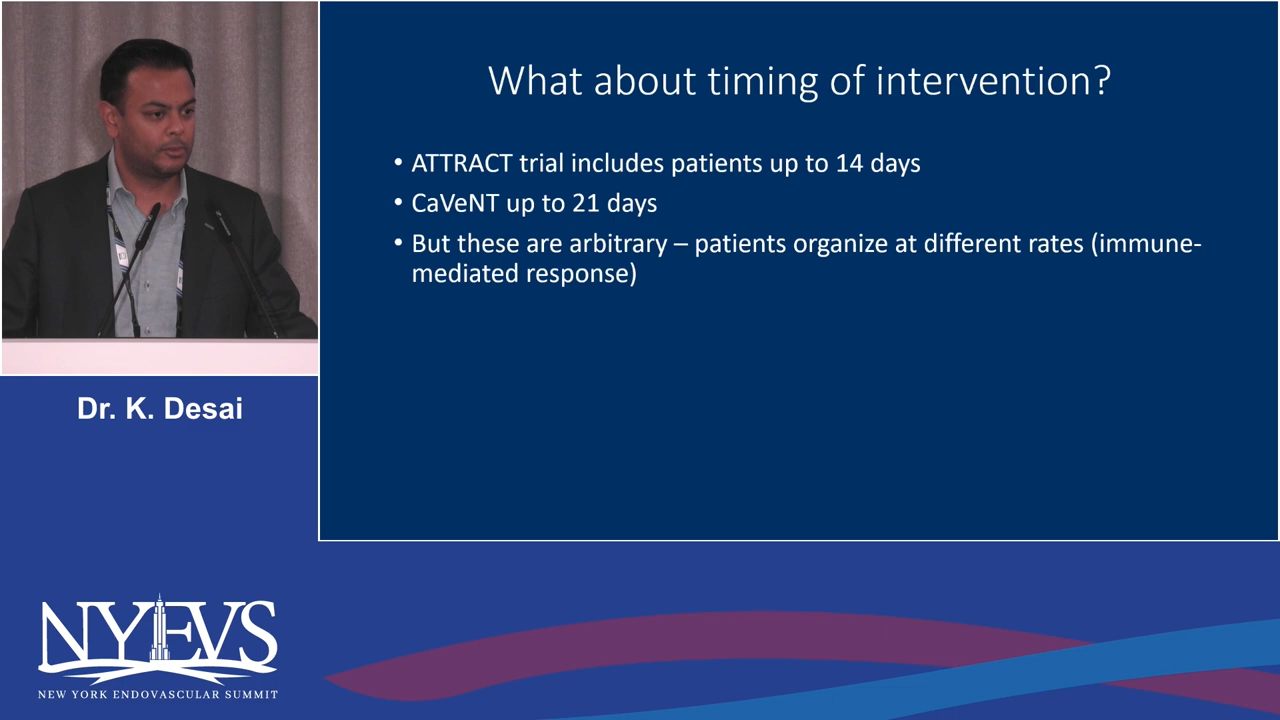 What about timing of intervention?
• ATTRACT trial includes patients up to 14 days
• CaVeNT up to 21 days
• But these are arbitrary – patients organize at different rates (immune-
mediated response)
Dr. K. Desai
NYEVS
NEW YORK ENDOVASCULAR SUMMIT